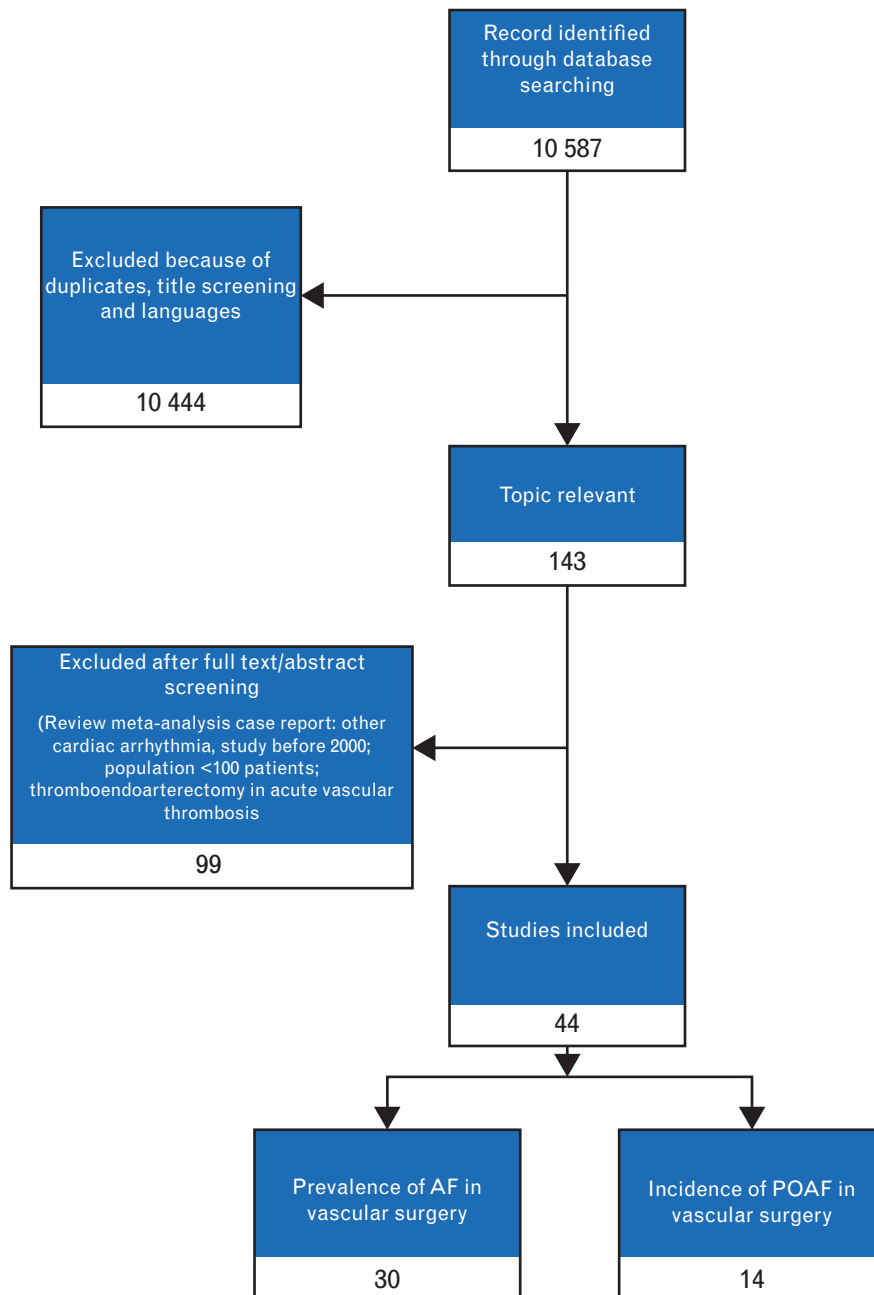 Record identified
through database
searching
10 587
Excluded because of
duplicates, title screening
and languages
10 444
Topic relevant
143
Excluded after full text/abstract
screening
(Review meta-analysis case report: other
cardiac arrhythmia, study before 2000;
population <100 patients;
thromboendoarterectomy in acute vascular
thrombosis
99
Studies included
44
Prevalence of AF in
vascular surgery
30
Incidence of POAF in
vascular surgery
14